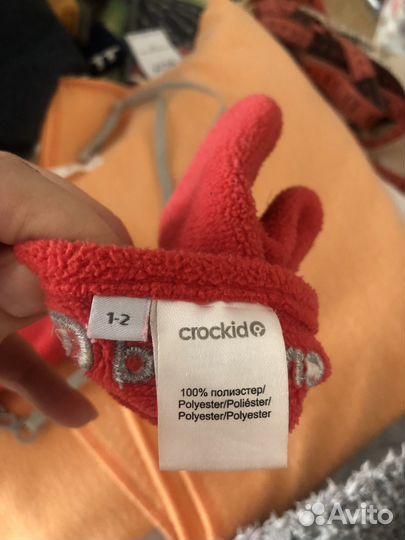 1-2
crockid
100% полиэстер/
Polyester/Poliéster/
Polyester/Polyester
Avito